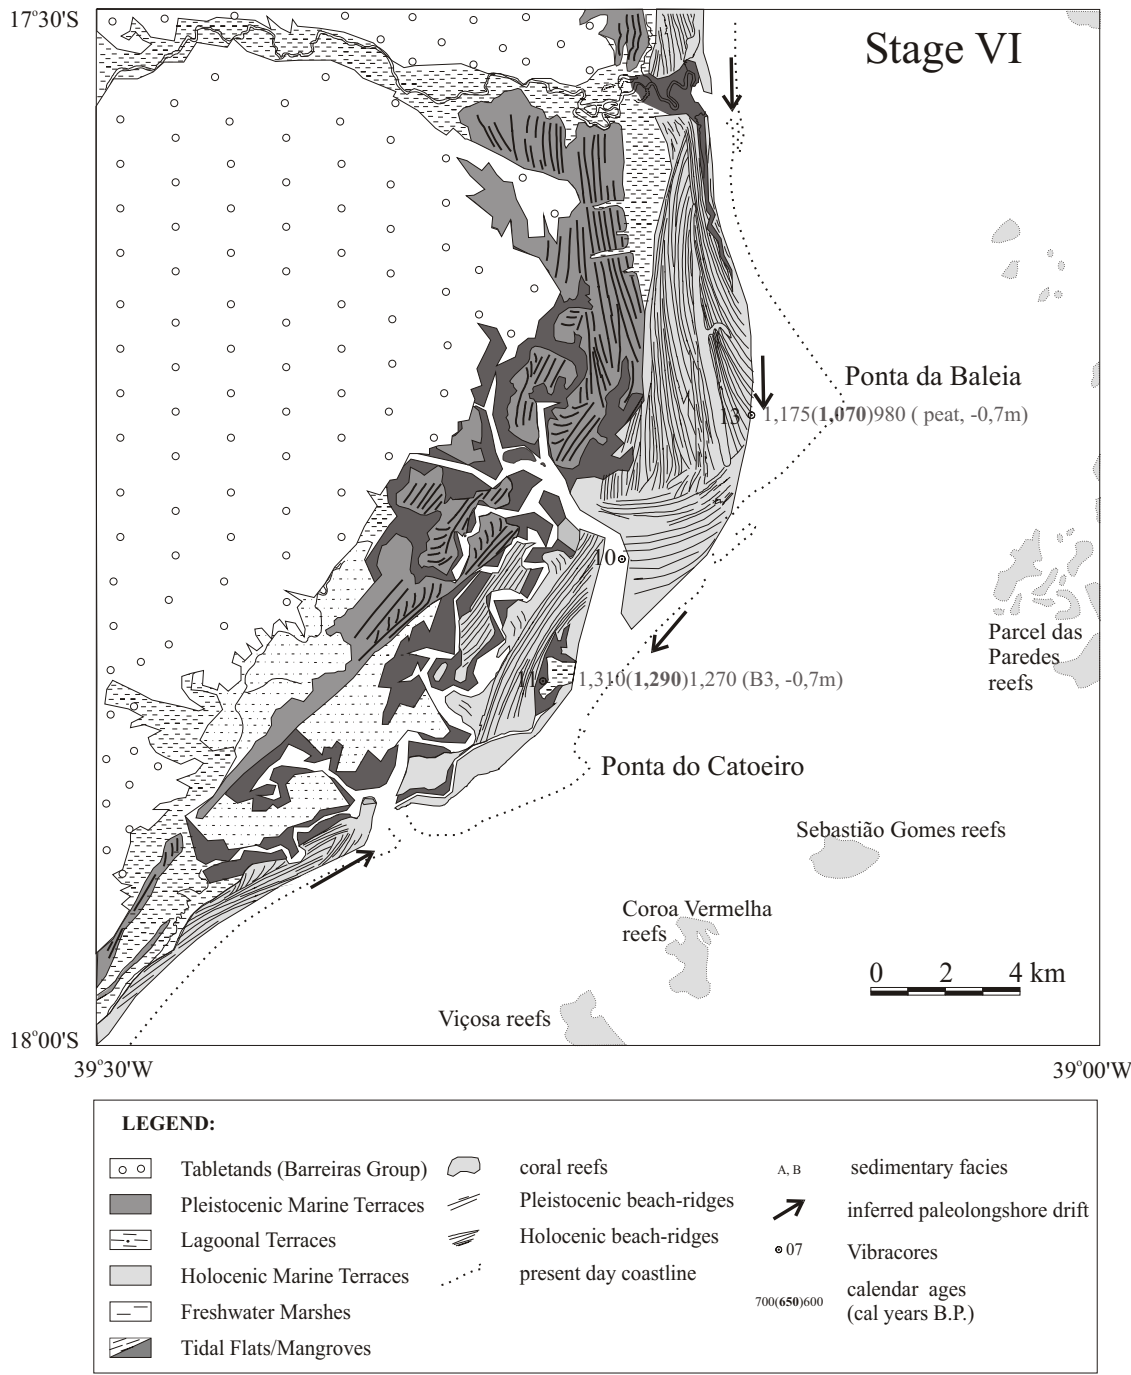 17°30'S
Stage VI
Ponta da Baleia
13
1,175(1,070)980 ( peat, -0,7m)
10
Parcel das
Paredes
reefs
11
1,310(1,290)1,270 (B3, -0,7m)
Ponta do Catoeiro
Sebastião Gomes reefs
Coroa Vermelha
reefs
0 2 4 km
Viçosa reefs
18°00'S
39°30'W
39°00'W
LEGEND:
Tabletands (Barreiras Group)
Pleistocenic Marine Terraces
Lagoonal Terraces
Holocenic Marine Terraces
Freshwater Marshes
Tidal Flats/Mangroves
coral reefs
Pleistocenic beach-ridges
Holocenic beach-ridges
present day coastline
A, B
sedimentary facies
inferred paleolongshore drift
07
Vibracores
700(650)600
calendar ages
(cal years B.P.)